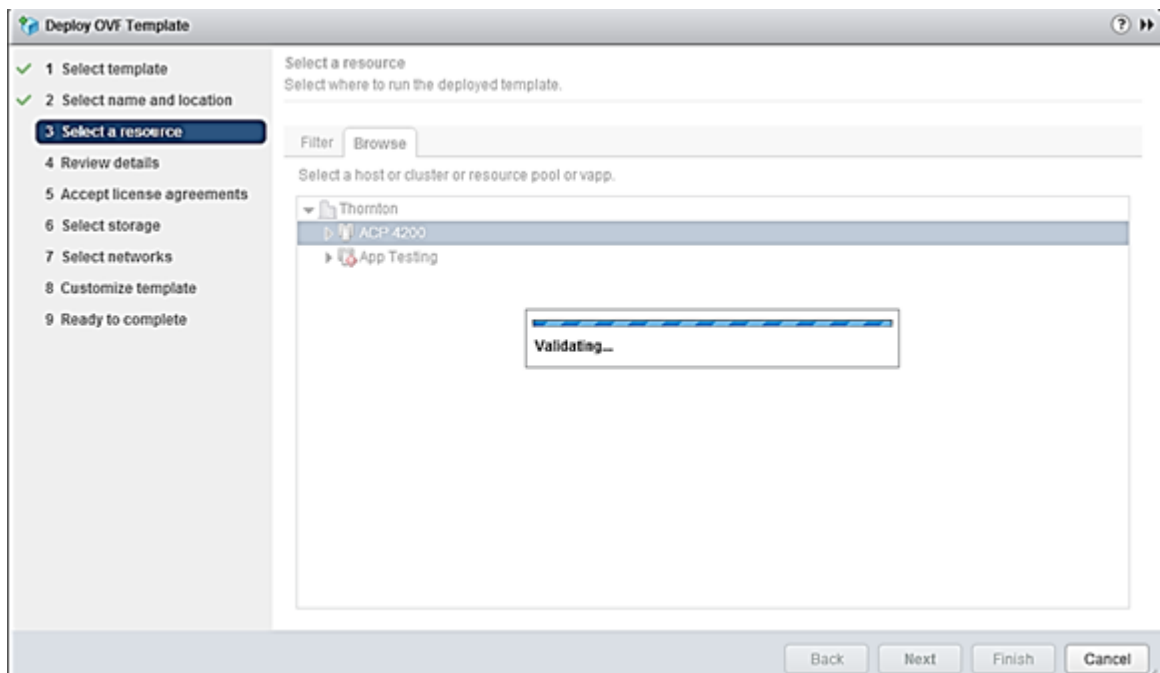 Deploy OVF Template
1 Select template
2 Select name and location
3 Select a resource
4 Review details
5 Accept license agreements
6 Select storage
7 Select networks
8 Customize template
9 Ready to complete
Select a resource
Select where to run the deployed template.
Filter Browse
Select a host or cluster or resource pool or vapp.
Thornton
ACP 4200
App Testing
Validating...
Back Next Finish Cancel